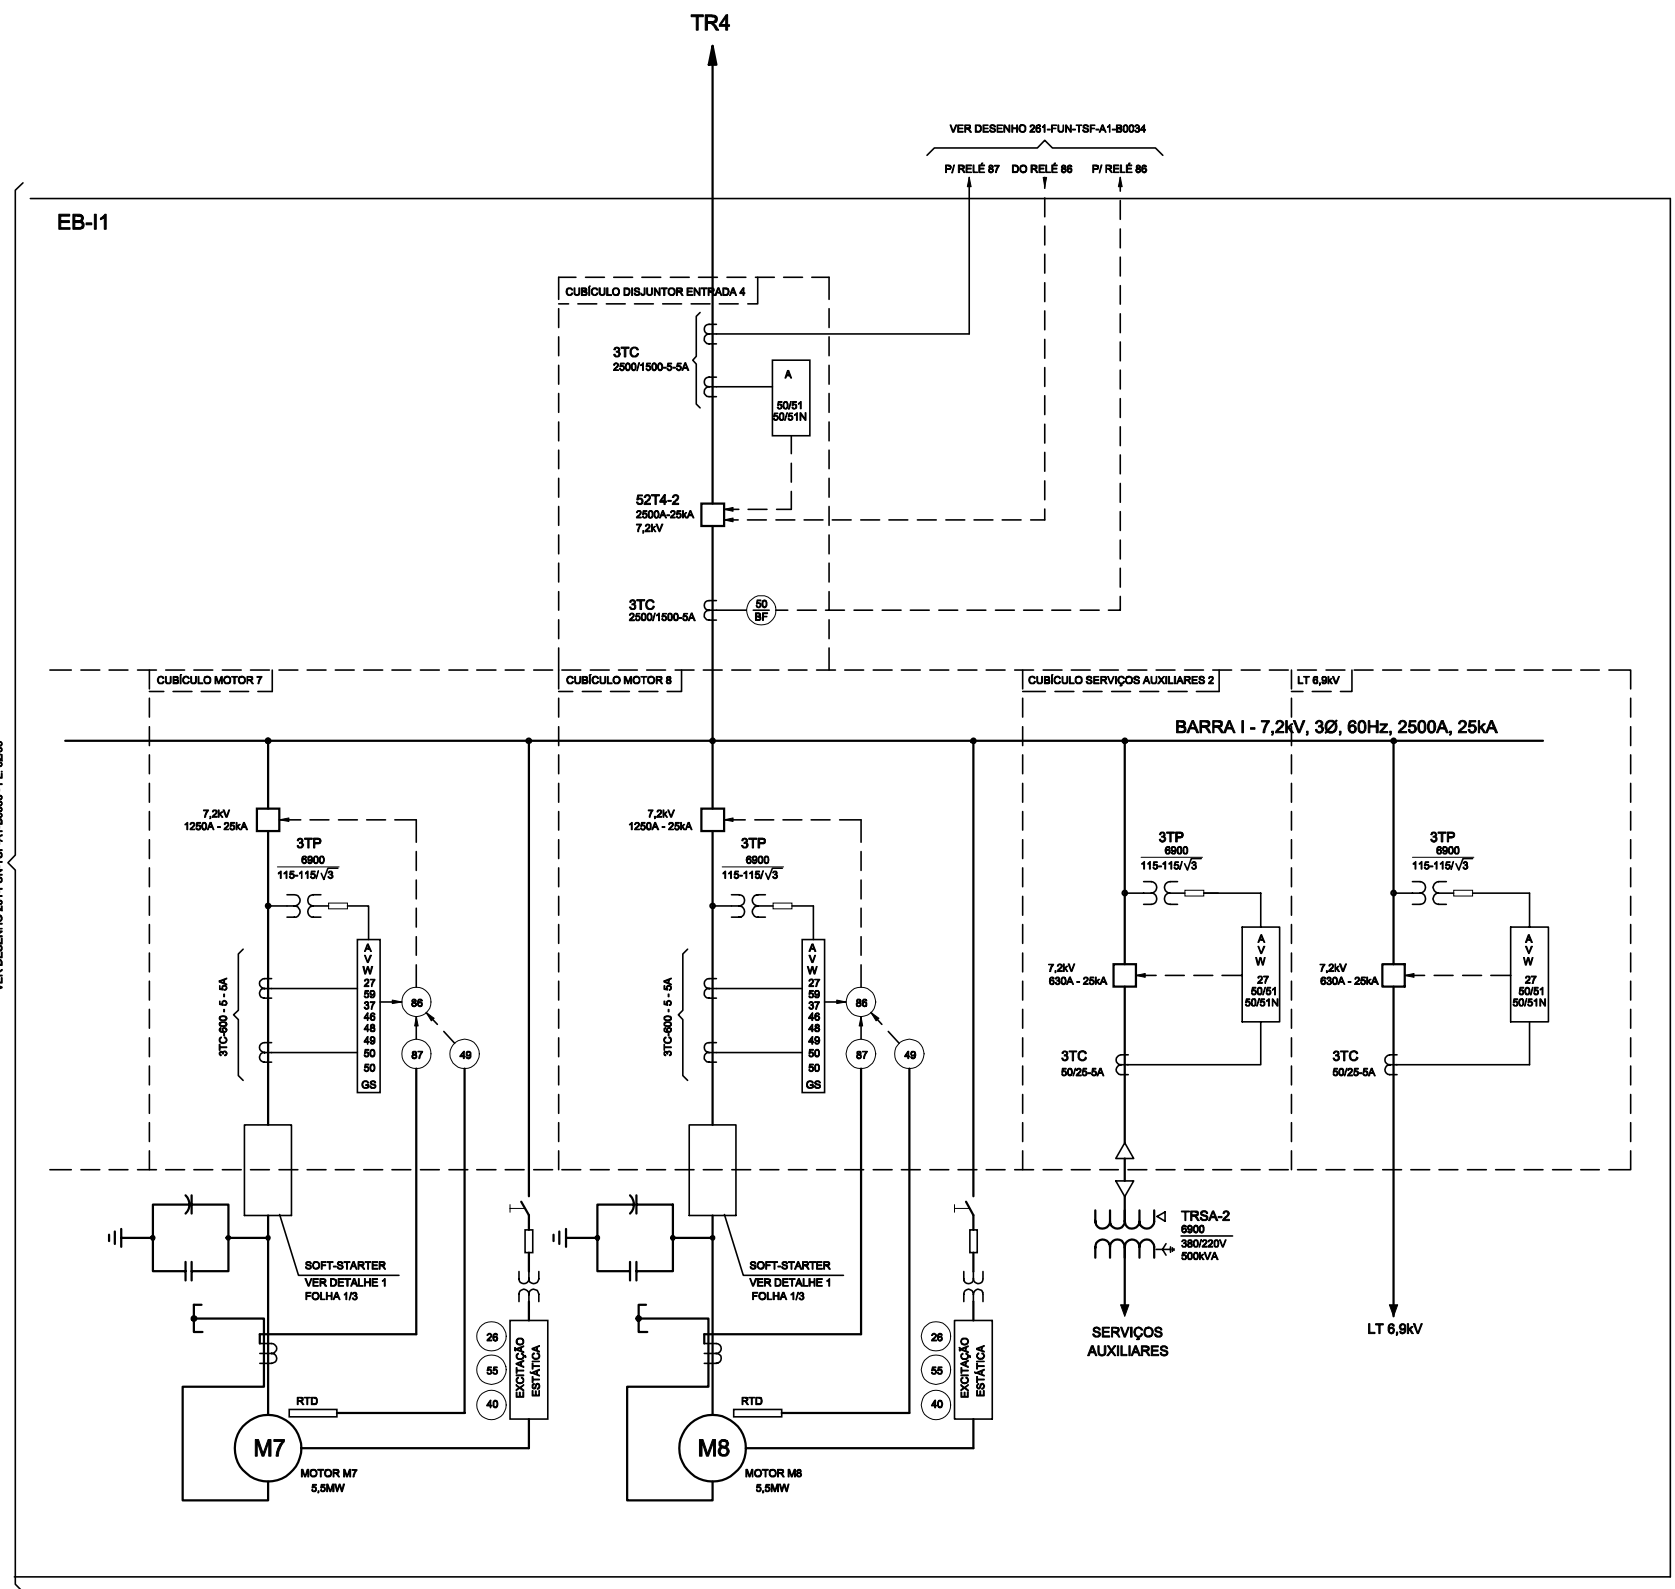 TR4
VER DESENHO 261-FUN-TSF-A1-B0034
P/ RELÉ 87
DO RELÉ 86
P/ RELÉ 86
EB-I1
CUBÍCULO DISJUNTOR ENTRADA 4
3TC
2500/1500-5-5A
A
50/51
50/51N
52T4-2
2500A-25kA
7,2kV
3TC
2500/1500-5A
50
BF
CUBÍCULO MOTOR 7
CUBÍCULO MOTOR 8
CUBÍCULO SERVIÇOS AUXILIARES 2
LT 6,9kV
BARRA I - 7,2kV, 3Ø, 60Hz, 2500A, 25kA
7,2kV
1250A - 25kA
3TP
6900
115-115/√3
3TC-600 - 5 - 5A
A
V
W
27
59
37
46
48
49
50
50
GS
86
87
49
SOFT-STARTER
VER DETALHE 1
FOLHA 1/3
26
55
40
EXCITAÇÃO
ESTÁTICA
RTD
M7
MOTOR M7
5,5MW
7,2kV
1250A - 25kA
3TP
6900
115-115/√3
3TC-600 - 5 - 5A
A
V
W
27
59
37
46
48
49
50
50
GS
86
87
49
SOFT-STARTER
VER DETALHE 1
FOLHA 1/3
26
55
40
EXCITAÇÃO
ESTÁTICA
RTD
M8
MOTOR M8
5,5MW
3TP
6900
115-115/√3
7,2kV
630A - 25kA
A
V
W
27
50/51
50/51N
3TC
50/25-5A
TRSA-2
6900
380/220V
500kVA
SERVIÇOS
AUXILIARES
3TP
6900
115-115/√3
7,2kV
630A - 25kA
A
V
W
27
50/51
50/51N
3TC
50/25-5A
LT 6,9kV